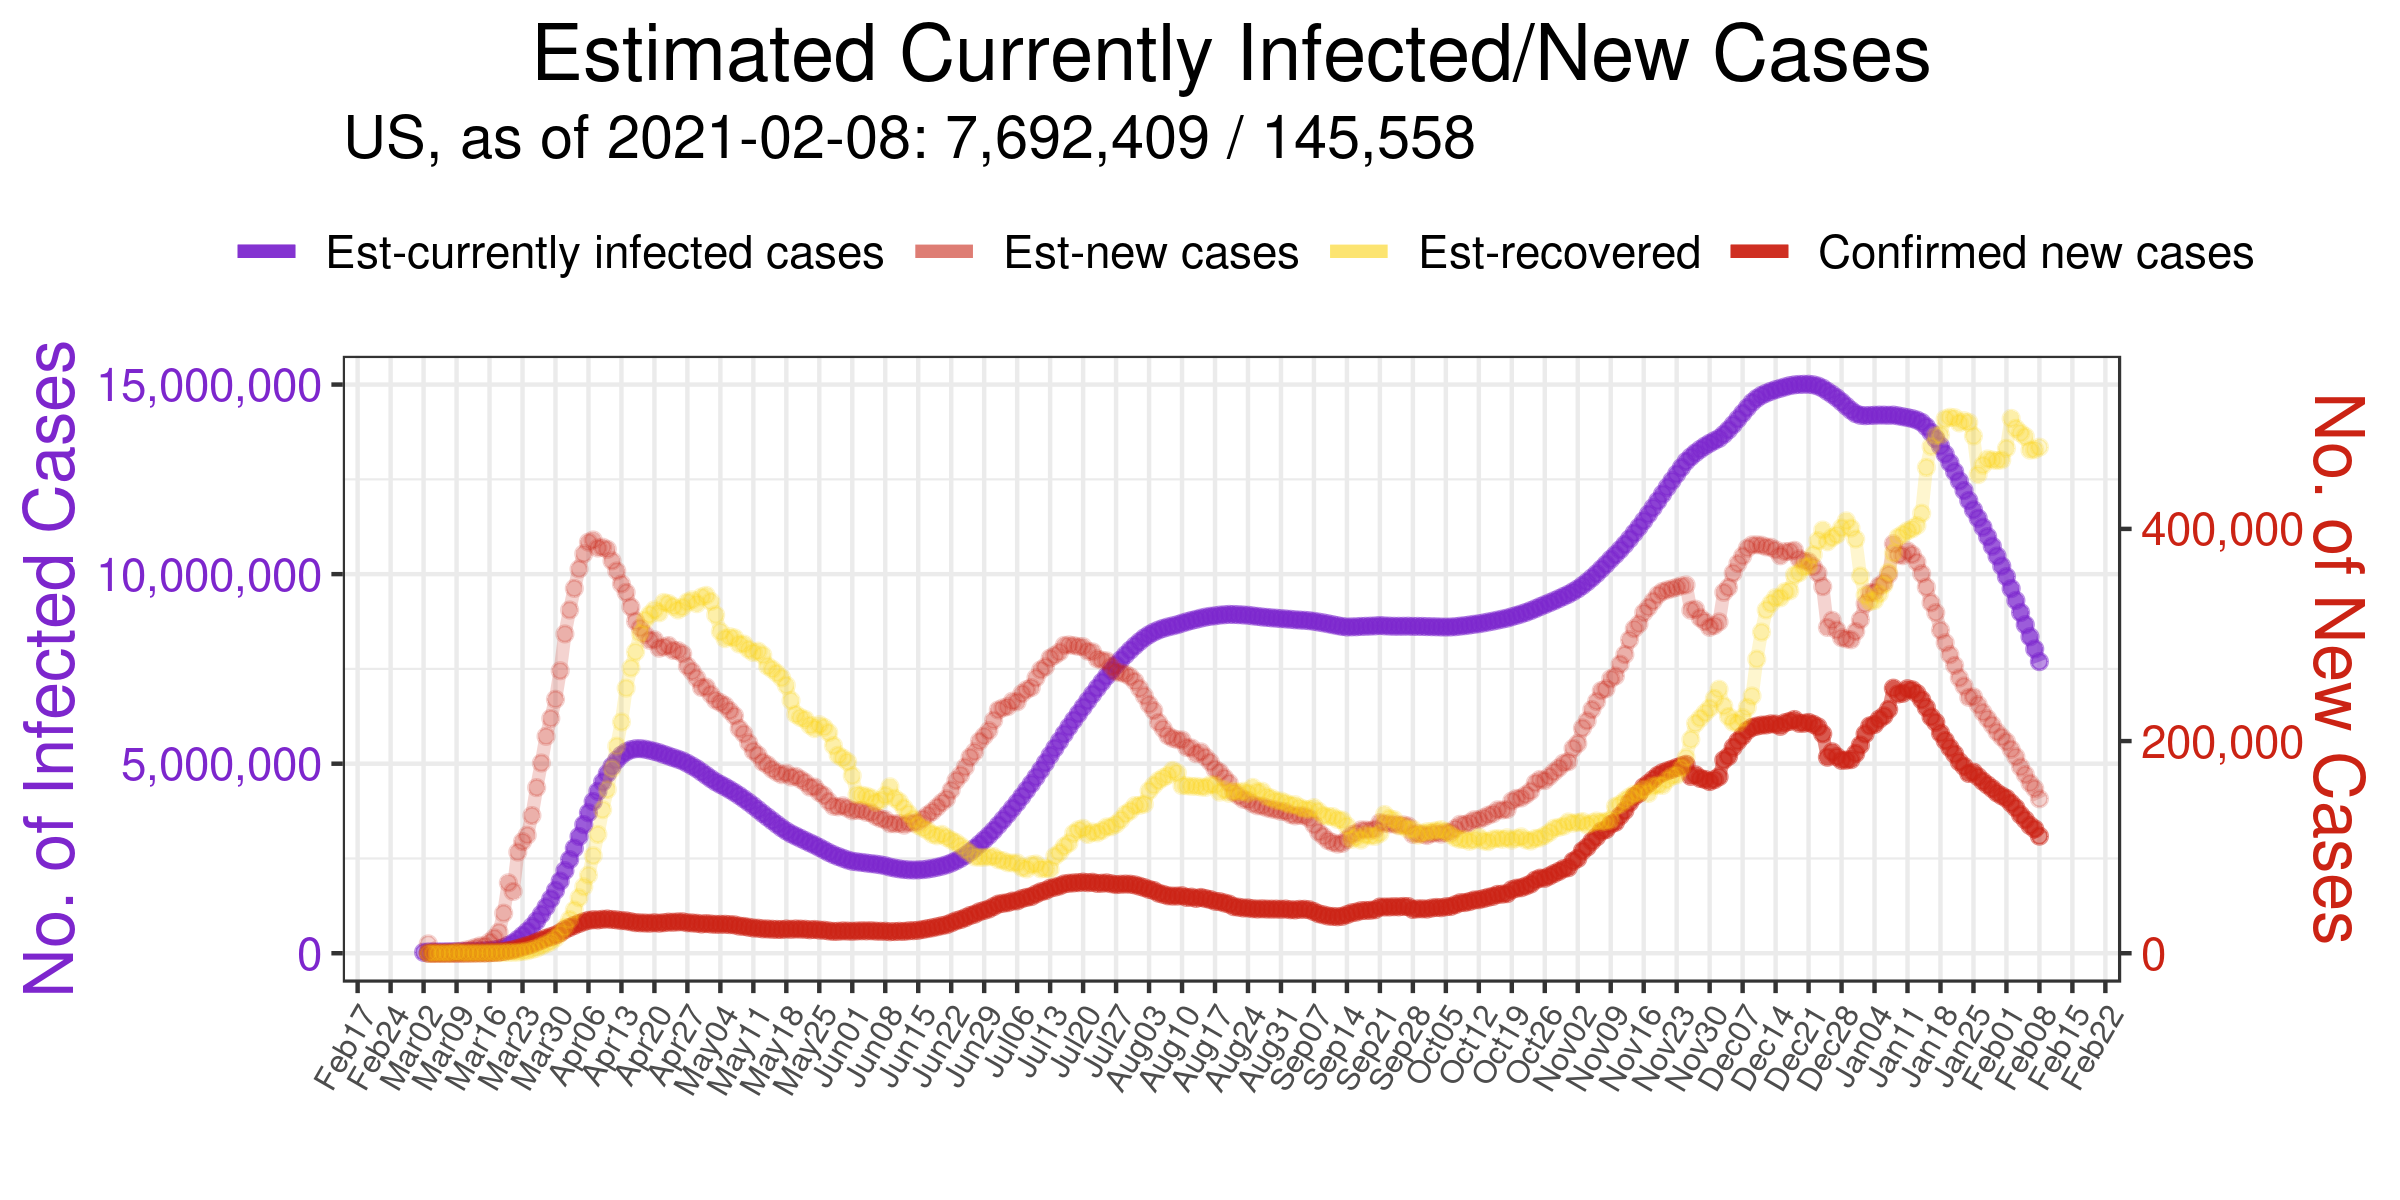 Estimated Currently Infected/New Cases
US, as of 2021-02-08: 7,692,409 / 145,558
Est-currently infected cases Est-new cases Est-recovered Confirmed new cases
No. of Infected Cases
15,000,000
10,000,000
5,000,000
0
400,000
200,000
0
No. of New Cases
Feb17 Feb24 Mar02 Mar09 Mar16 Mar23 Mar30 Apr06 Apr13 Apr20 Apr27 May04 May11 May18 May25 Jun01 Jun08 Jun15 Jun22 Jun29 Jul06 Jul13 Jul20 Jul27 Aug03 Aug10 Aug17 Aug24 Aug31 Sep07 Sep14 Sep21 Sep28 Oct05 Oct12 Oct19 Oct26 Nov02 Nov09 Nov16 Nov23 Nov30 Dec07 Dec14 Dec21 Dec28 Jan04 Jan11 Jan18 Jan25 Feb01 Feb08 Feb15 Feb22